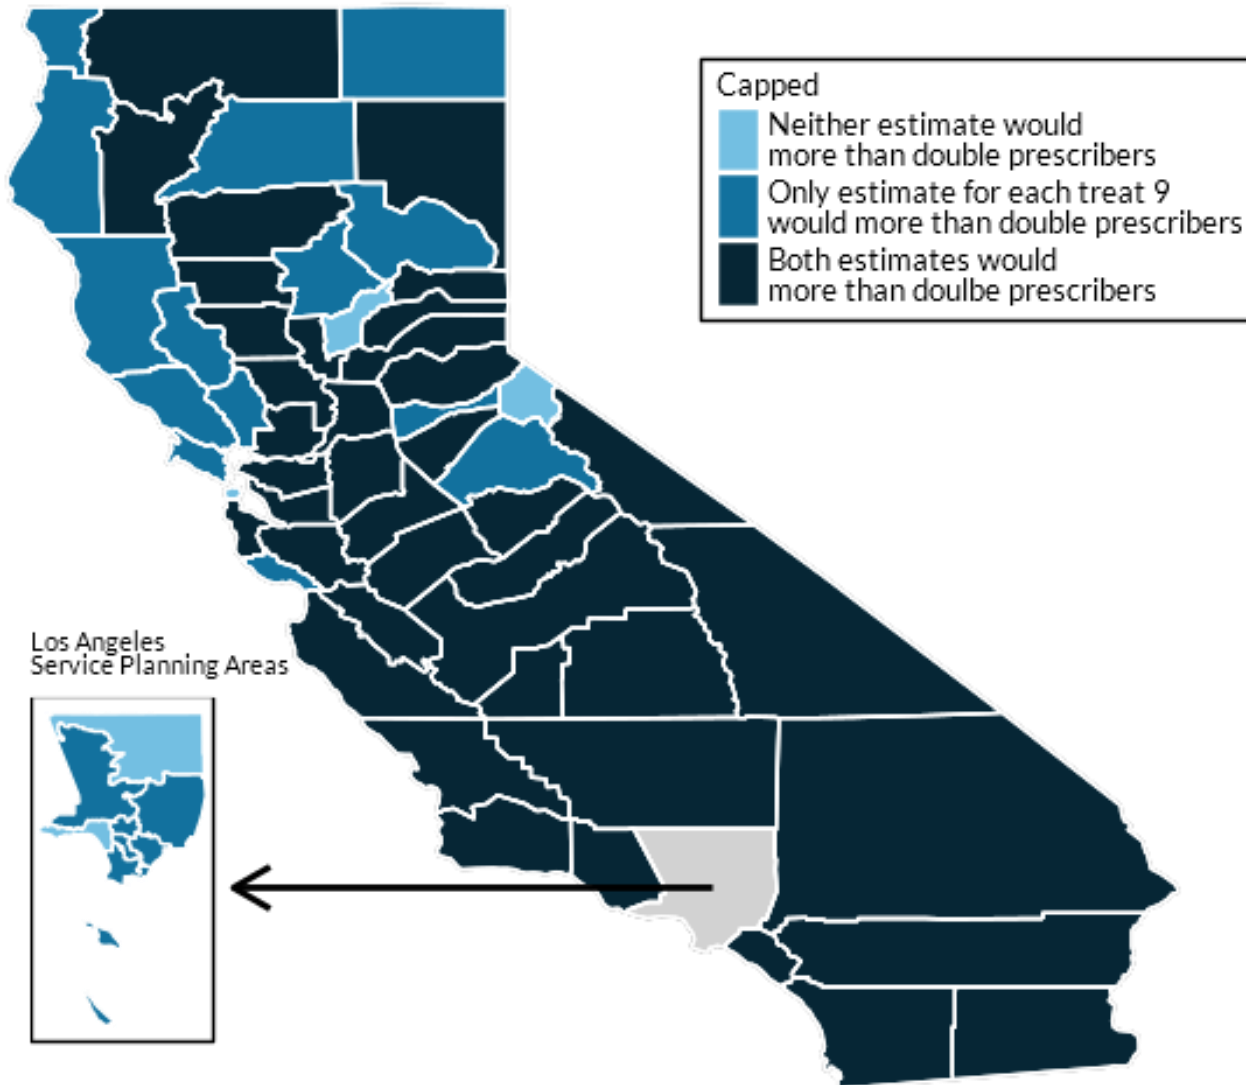 Capped
Neither estimate would
more than double prescribers
Only estimate for each treat 9
would more than double prescribers
Both estimates would
more than doulbe prescribers
Los Angeles
Service Planning Areas